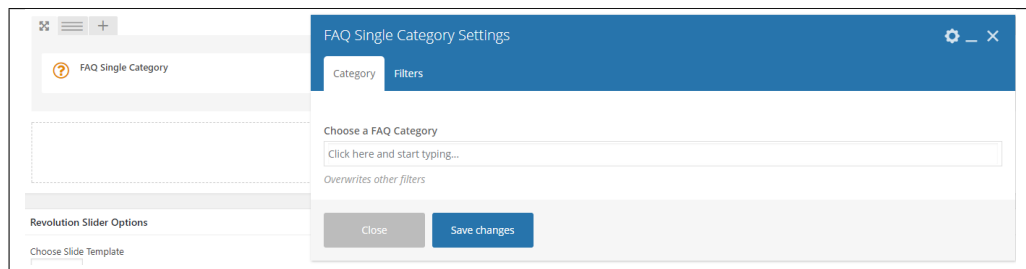 FAQ Single Category
Revolution Slider Options
Choose Slide Template
FAQ Single Category Settings
Category Filters
Choose a FAQ Category
Click here and start typing...
Overwrites other filters
Close Save changes